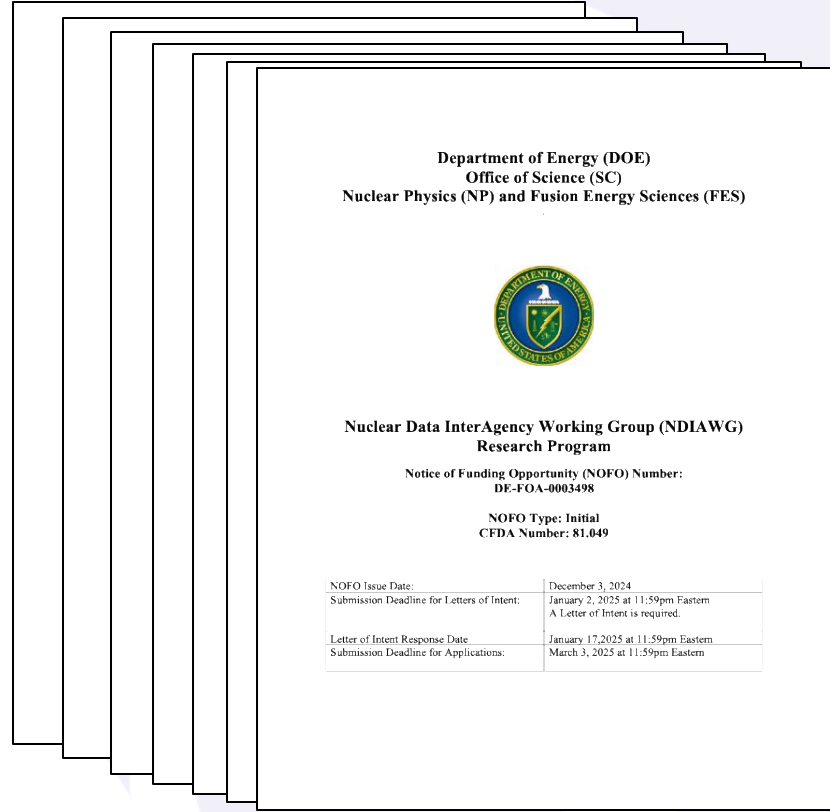 Department of Energy (DOE)
Office of Science (SC)
Nuclear Physics (NP) and Fusion Energy Sciences (FES)
DEPARTMENT OF ENERGY
UNITED STATES OF AMERICA
Nuclear Data InterAgency Working Group (NDIAWG)
Research Program
Notice of Funding Opportunity (NOFO) Number:
DE-FOA-0003498
NOFO Type: Initial
CFDA Number: 81.049
NOFO Issue Date: December 3, 2024
Submission Deadline for Letters of Intent: January 2, 2025 at 11:59pm Eastern
A Letter of Intent is required.
Letter of Intent Response Date January 17,2025 at 11:59pm Eastern
Submission Deadline for Applications: March 3, 2025 at 11:59pm Eastern